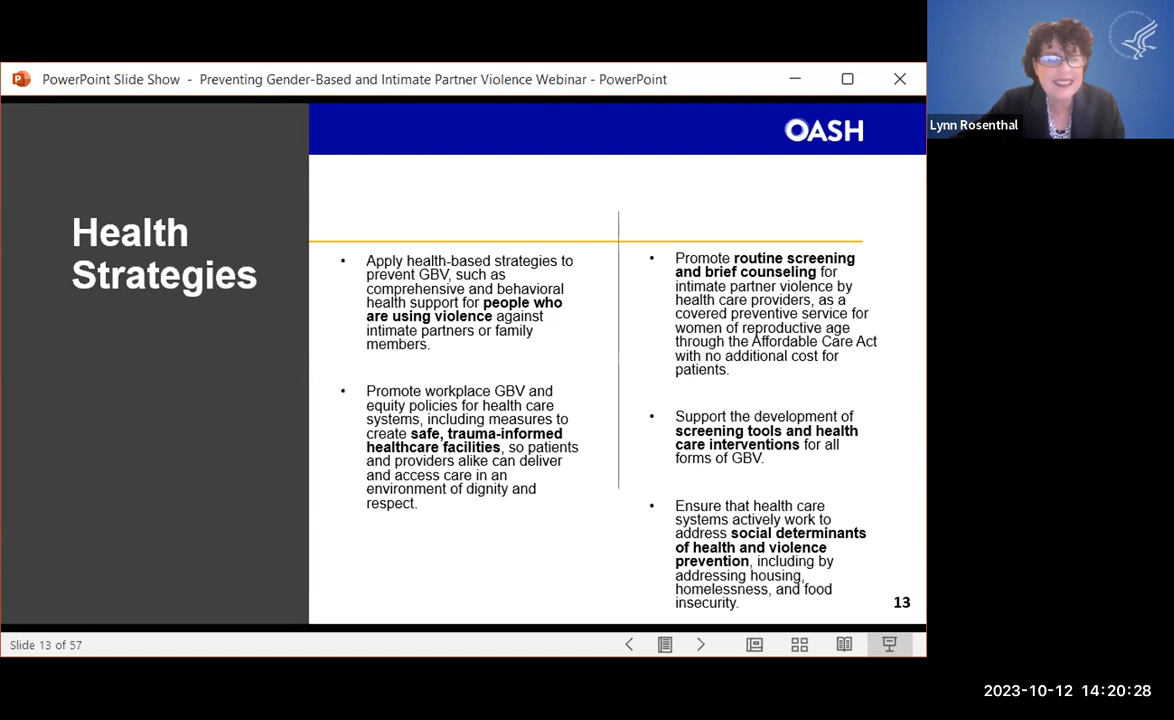 PowerPoint Slide Show - Preventing Gender-Based and Intimate Partner Violence Webinar - PowerPoint
Lynn Rosenthal
OASH
Health
Strategies
• Apply health-based strategies to
prevent GBV, such as
comprehensive and behavioral
health support for people who
are using violence against
intimate partners or family
members.
• Promote workplace GBV and
equity policies for health care
systems, including measures to
create safe, trauma-informed
healthcare facilities, so patients
and providers alike can deliver
and access care in an
environment of dignity and
respect.
• Promote routine screening
and brief counseling for
intimate partner violence by
health care providers, as a
covered preventive service for
women of reproductive age
through the Affordable Care Act
with no additional cost for
patients.
• Support the development of
screening tools and health
care interventions for all
forms of GBV.
• Ensure that health care
systems actively work to
address social determinants
of health and violence
prevention, including by
addressing housing,
homelessness, and food
insecurity.
13
Slide 13 of 57
2023-10-12 14:20:28